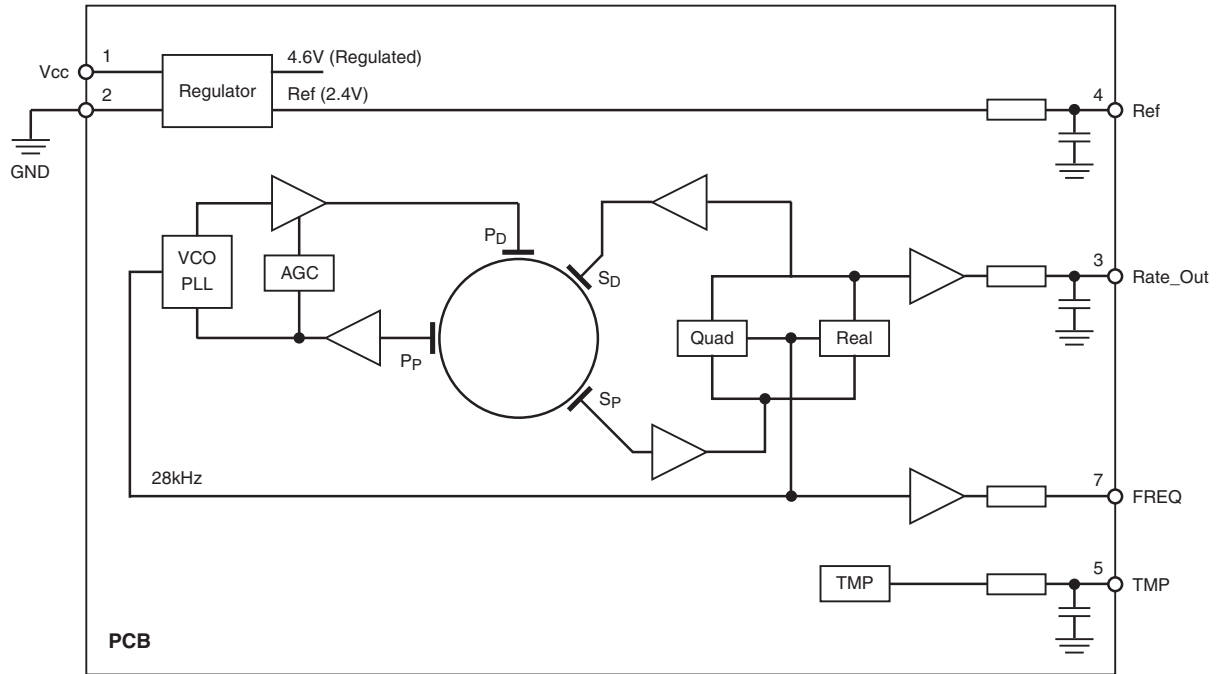 1
4.6V (Regulated)
Vcc
Regulator
2
Ref (2.4V)
4
Ref
GND
PD
SD
VCO
PLL
AGC
3
Rate_Out
Quad
Real
PP
SP
28kHz
7
FREQ
5
TMP
TMP
PCB